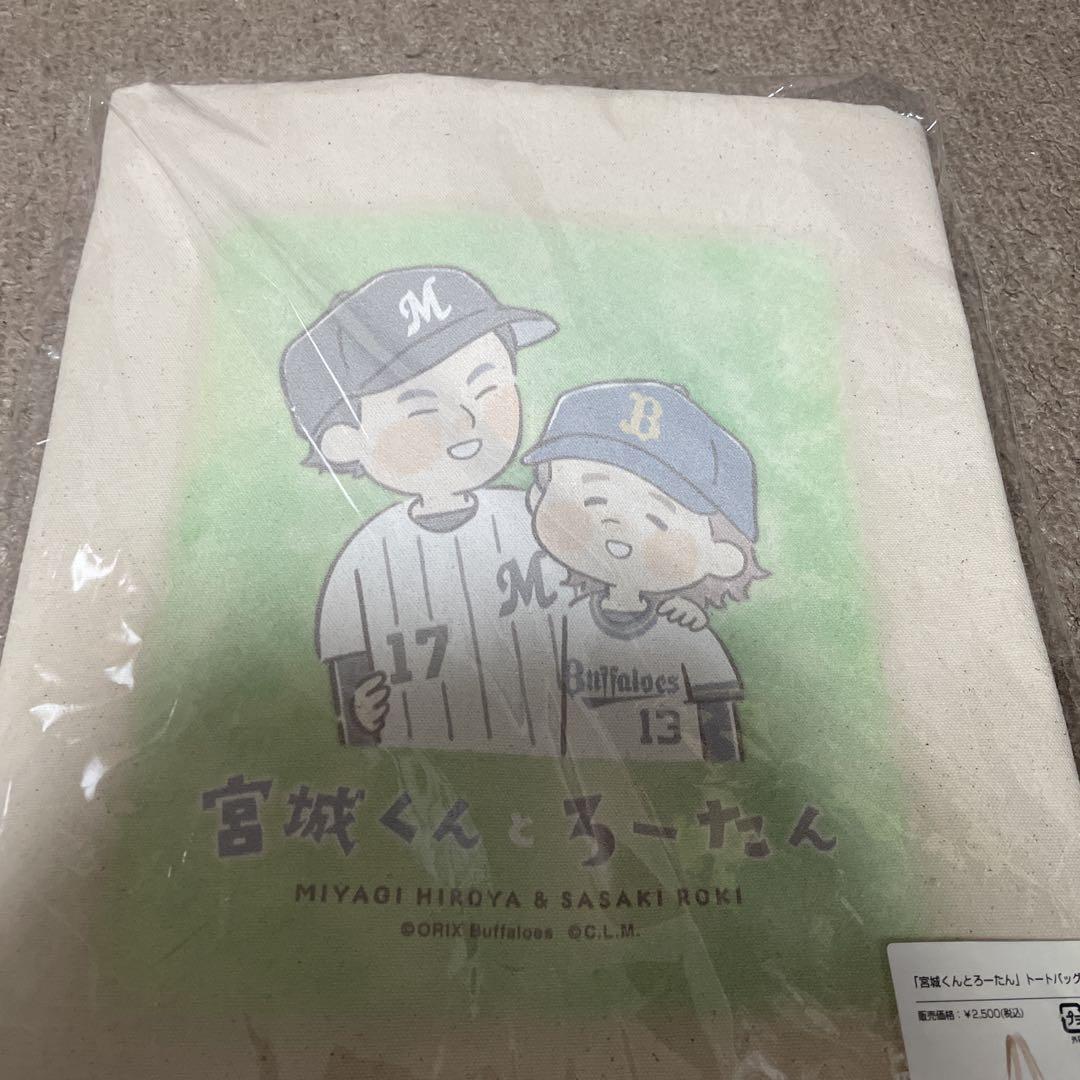 M
B
M
17
Buffaloes
13
宮城くんとろーたん
MIYAGI HIROYA & SASAKI ROKI
©ORIX Buffaloes ©C.L.M.
「宮城くんとろーたん」トートバッグ
販売価格：¥2,500(税込)